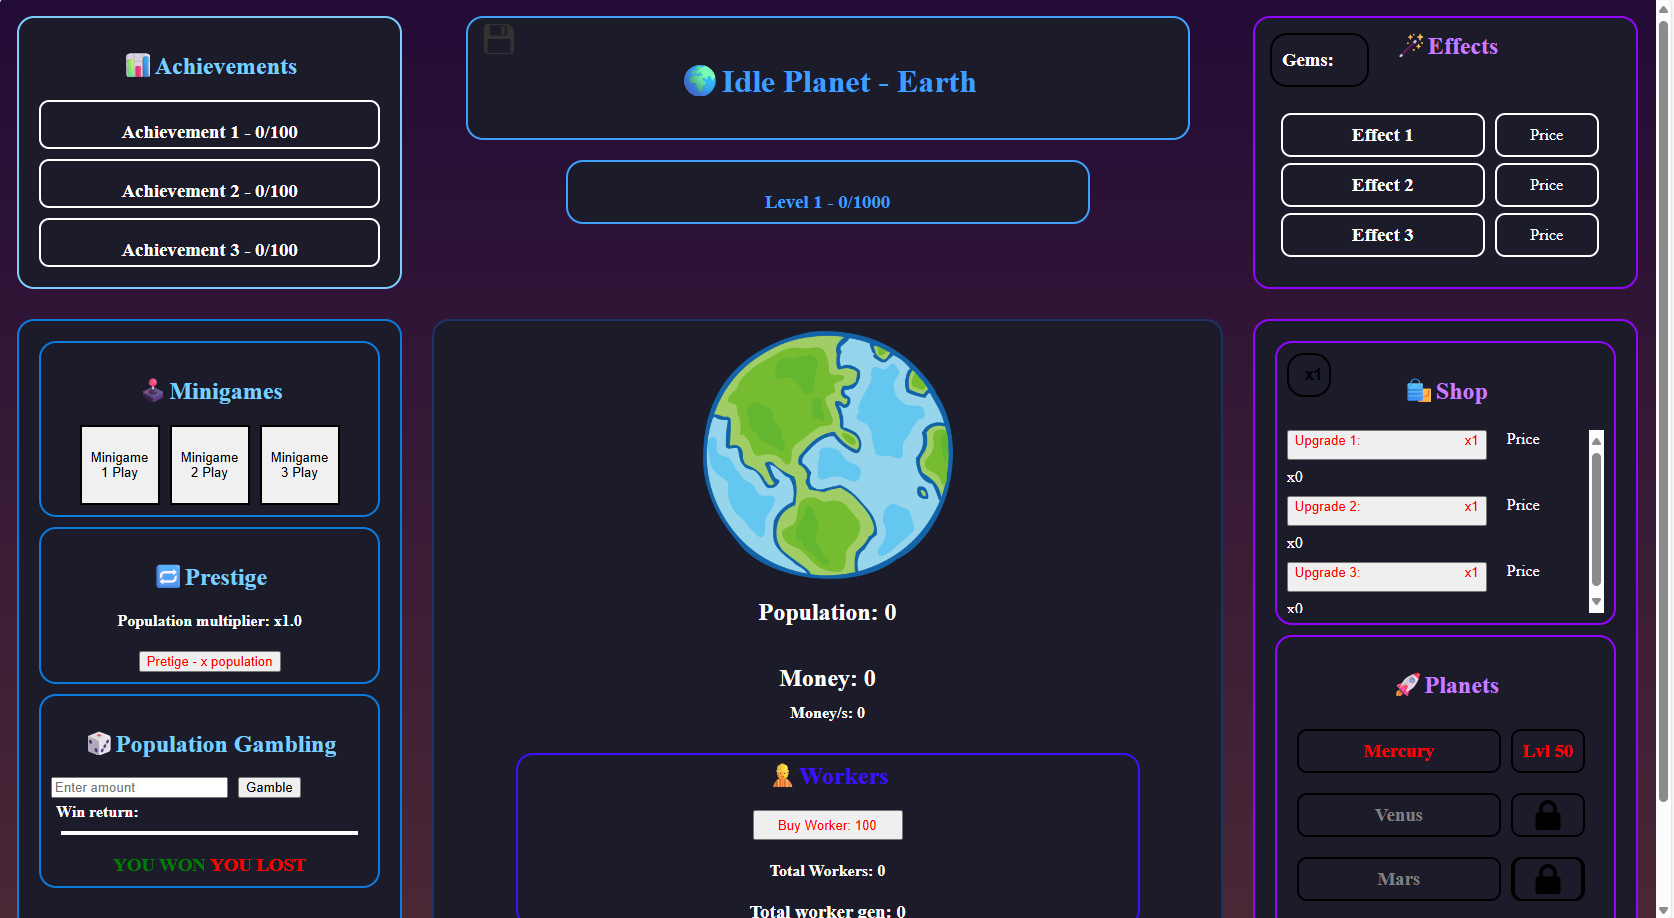 Achievements
Achievement 1 - 0/100
Achievement 2 - 0/100
Achievement 3 - 0/100
Idle Planet - Earth
Level 1 - 0/1000
Gems:
Effects
Effect 1 Price
Effect 2 Price
Effect 3 Price
Minigames
Minigame 1 Play
Minigame 2 Play
Minigame 3 Play
Prestige
Population multiplier: x1.0
Pretige - x population
Population Gambling
Enter amount Gamble
Win return:
YOU WON YOU LOST
Population: 0
Money: 0
Money/s: 0
Workers
Buy Worker: 100
Total Workers: 0
Total worker gen: 0
x1
Shop
Upgrade 1: x1 Price
x0
Upgrade 2: x1 Price
x0
Upgrade 3: x1 Price
x0
Planets
Mercury Lvl 50
Venus
Mars